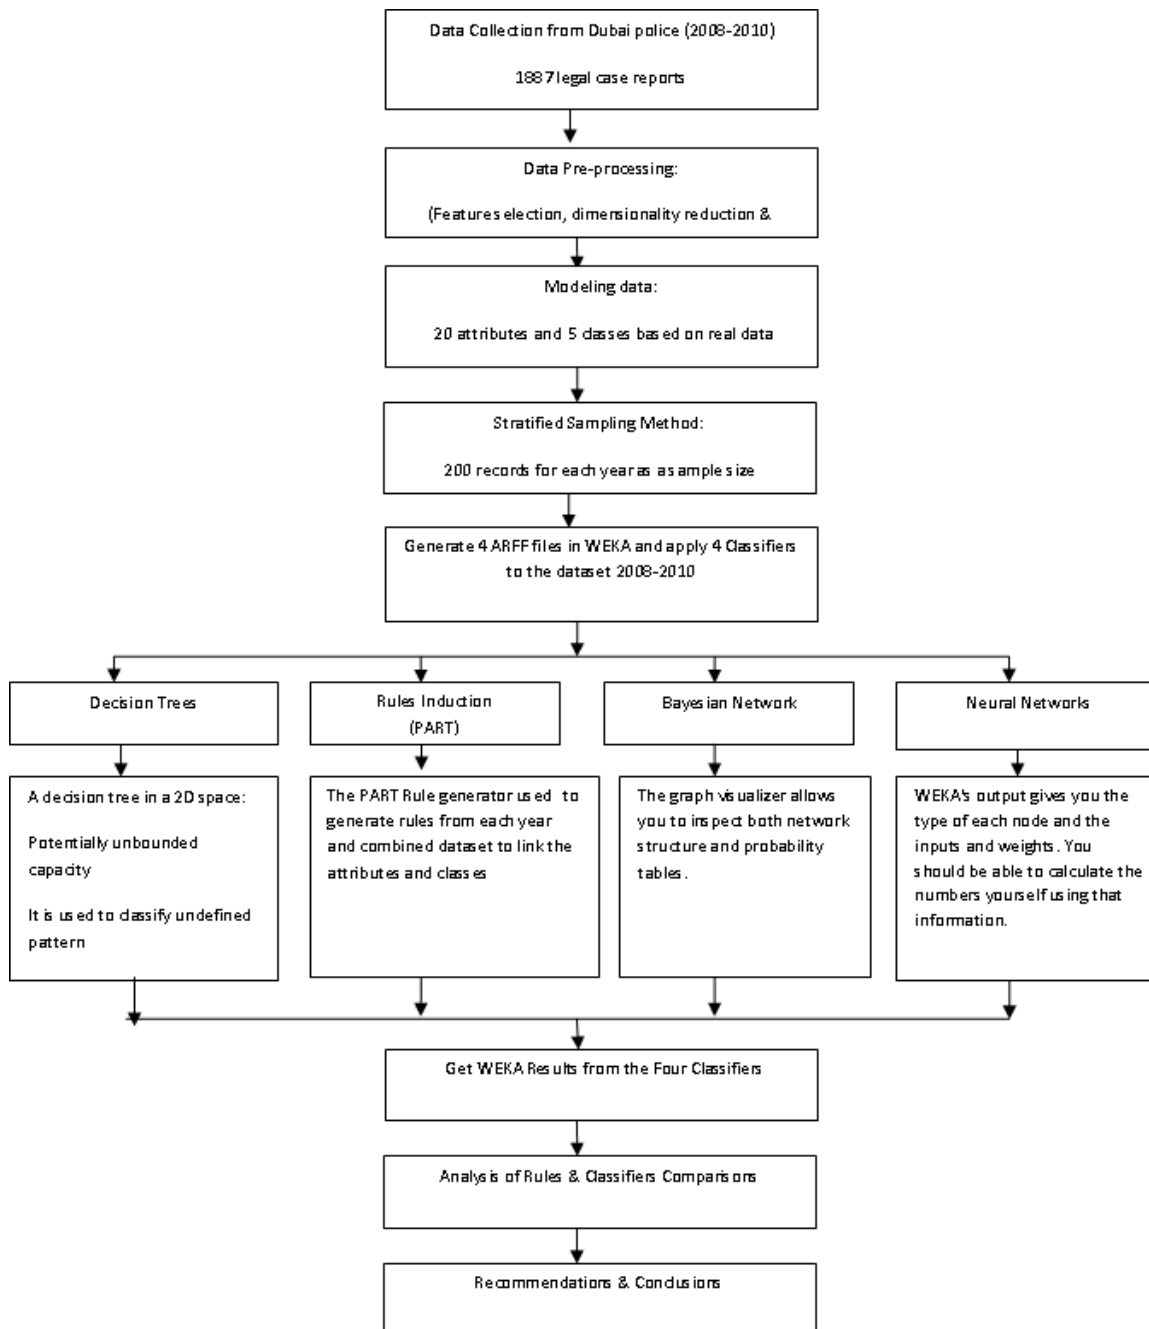 Data Collection from Dubai police (2008-2010)
1887 legal case reports
Data Pre-processing:
(Features selection, dimensionality reduction &
Modeling data:
20 attributes and 5 classes based on real data
Stratified Sampling Method:
200 records for each year as a sample size
Generate 4 ARFF files in WEKA and apply 4 Classifiers
to the dataset 2008-2010
Decision Trees
Rules Induction
(PART)
Bayesian Network
Neural Networks
A decision tree in a 2D space:
Potentially unbounded
capacity
It is used to classify undefined
pattern
The PART Rule generator used to
generate rules from each year
and combined dataset to link the
attributes and classes
The graph visualizer allows
you to inspect both network
structure and probability
tables.
WEKA's output gives you the
type of each node and the
inputs and weights. You
should be able to calculate the
numbers yourself using that
information.
Get WEKA Results from the Four Classifiers
Analysis of Rules & Classifiers Comparisons
Recommendations & Conclusions